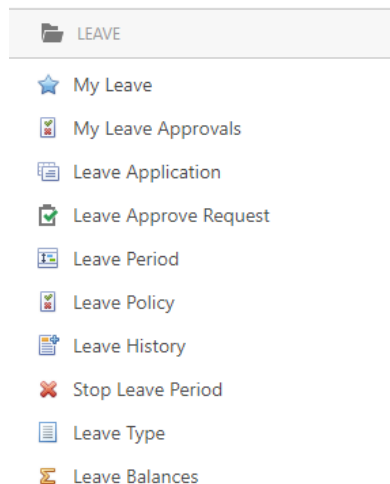 LEAVE
My Leave
My Leave Approvals
Leave Application
Leave Approve Request
Leave Period
Leave Policy
Leave History
Stop Leave Period
Leave Type
Leave Balances